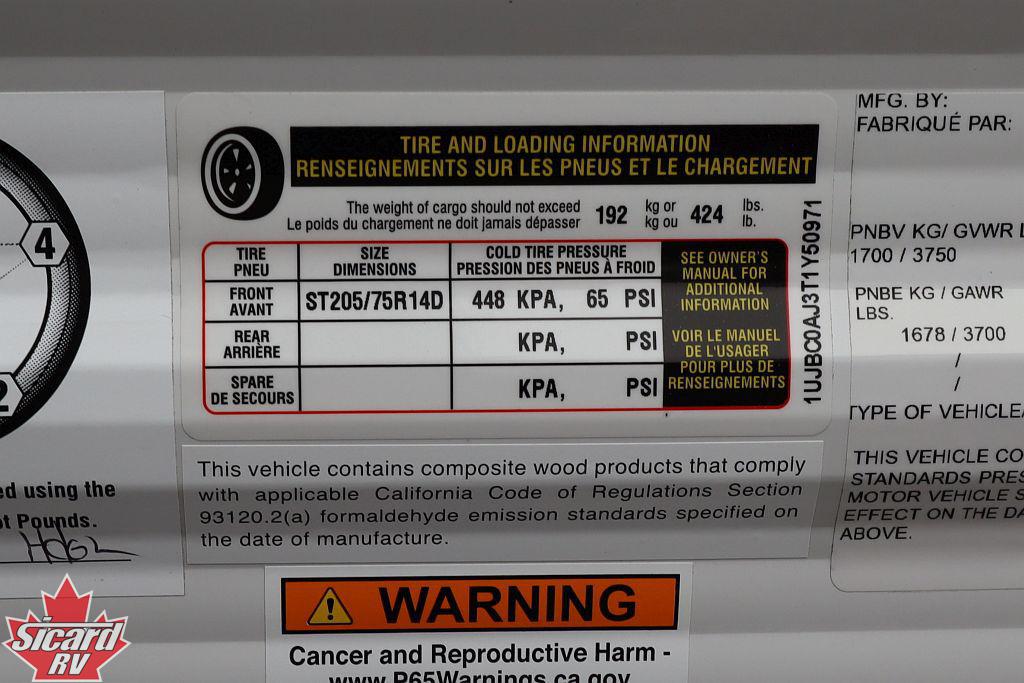 4
2
ed using the
ot Pounds.
TIRE AND LOADING INFORMATION
RENSEIGNEMENTS SUR LES PNEUS ET LE CHARGEMENT
The weight of cargo should not exceed 192 kg or 424 lbs.
Le poids du chargement ne doit jamais dépasser kg ou lb.
TIRE
PNEU
SIZE
DIMENSIONS
COLD TIRE PRESSURE
PRESSION DES PNEUS À FROID
FRONT
AVANT
ST205/75R14D
448 KPA, 65 PSI
REAR
ARRIÈRE
KPA, PSI
SPARE
DE SECOURS
KPA, PSI
SEE OWNER'S
MANUAL FOR
ADDITIONAL
INFORMATION
VOIR LE MANUEL
DE L'USAGER
POUR PLUS DE
RENSEIGNEMENTS
1UJBC0AJ3T1Y50971
This vehicle contains composite wood products that comply
with applicable California Code of Regulations Section
93120.2(a) formaldehyde emission standards specified on
the date of manufacture.
WARNING
Cancer and Reproductive Harm -
www.P65Warnings.ca.gov
MFG. BY:
FABRIQUÉ PAR:
PNBV KG/ GVWR L
1700 / 3750
PNBE KG / GAWR
LBS.
1678 / 3700
/
/
TYPE OF VEHICLE
THIS VEHICLE CO
STANDARDS PRES
MOTOR VEHICLE S
EFFECT ON THE DA
ABOVE.
Sicard
RV